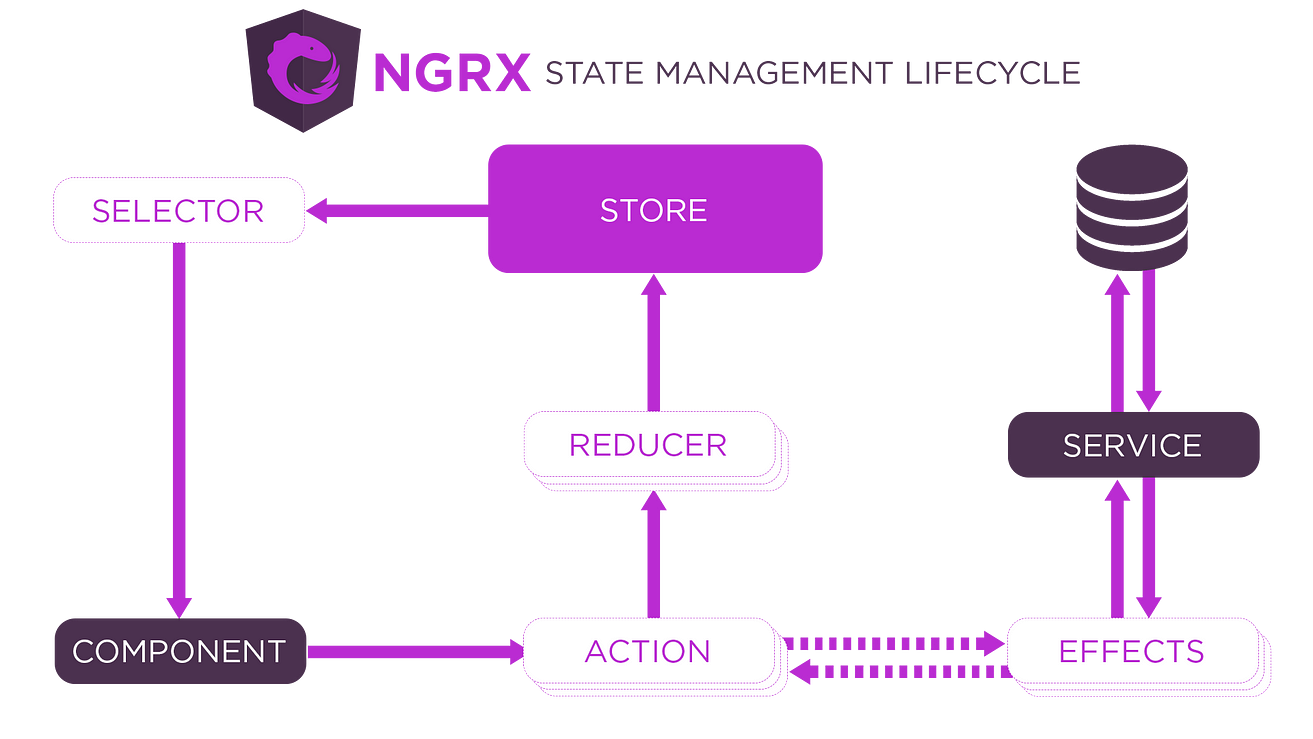 NGRX STATE MANAGEMENT LIFECYCLE
SELECTOR
STORE
REDUCER
SERVICE
COMPONENT
ACTION
EFFECTS